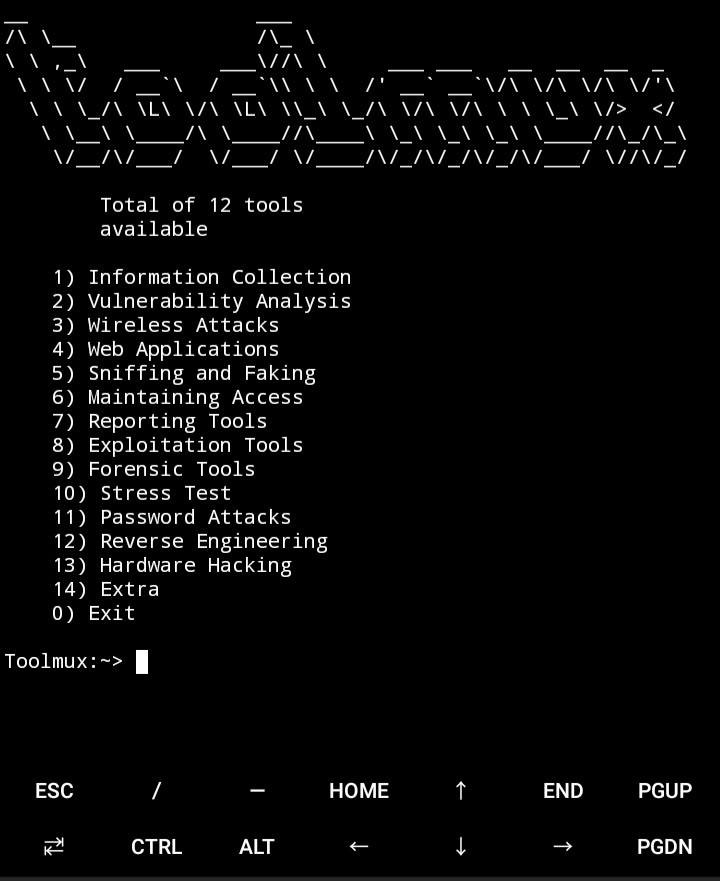 Total of 12 tools
available
1) Information Collection
2) Vulnerability Analysis
3) Wireless Attacks
4) Web Applications
5) Sniffing and Faking
6) Maintaining Access
7) Reporting Tools
8) Exploitation Tools
9) Forensic Tools
10) Stress Test
11) Password Attacks
12) Reverse Engineering
13) Hardware Hacking
14) Extra
0) Exit
Toolmux:~>
ESC / — HOME ↑ END PGUP
⇄ CTRL ALT ← ↓ → PGDN